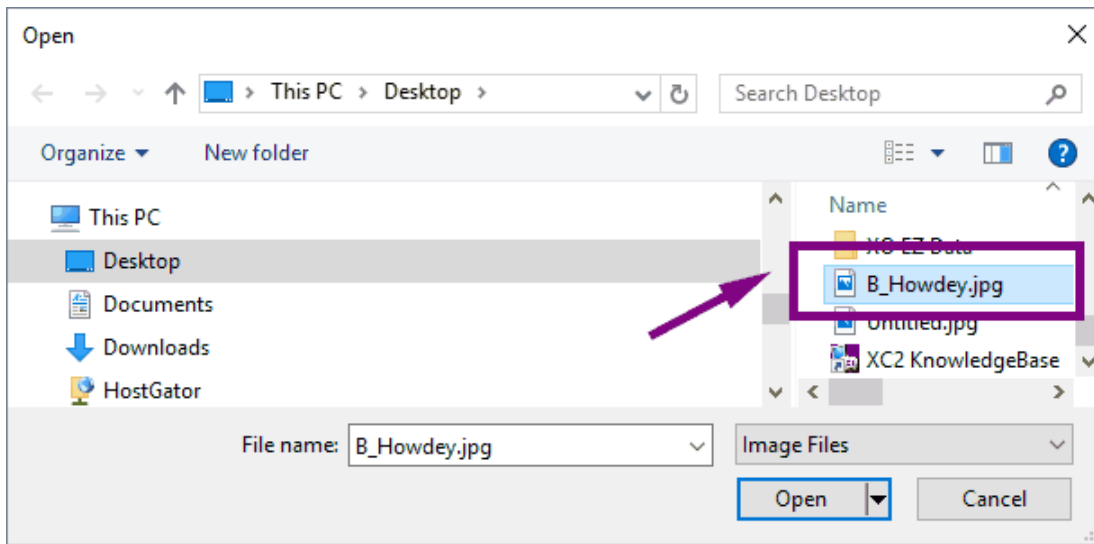 Open
This PC > Desktop >
Search Desktop
Organize
New folder
?
This PC
Desktop
Documents
Downloads
HostGator
Name
XC EZ Data
B_Howdey.jpg
Untitled.jpg
XC2 KnowledgeBase
File name: B_Howdey.jpg
Image Files
Open
Cancel